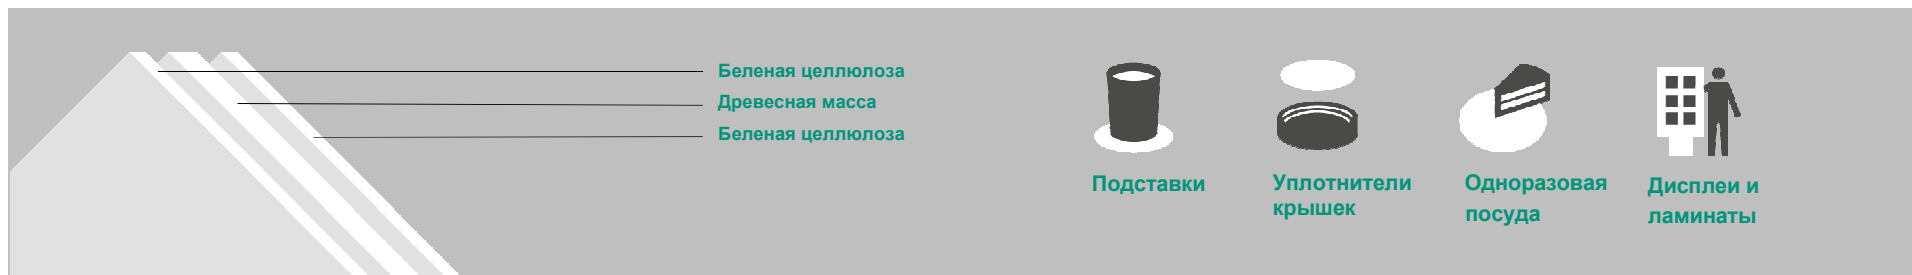 Беленая целлюлоза
Древесная масса
Беленая целлюлоза
Подставки
Уплотнители
крышек
Одноразовая
посуда
Дисплеи и
ламинаты